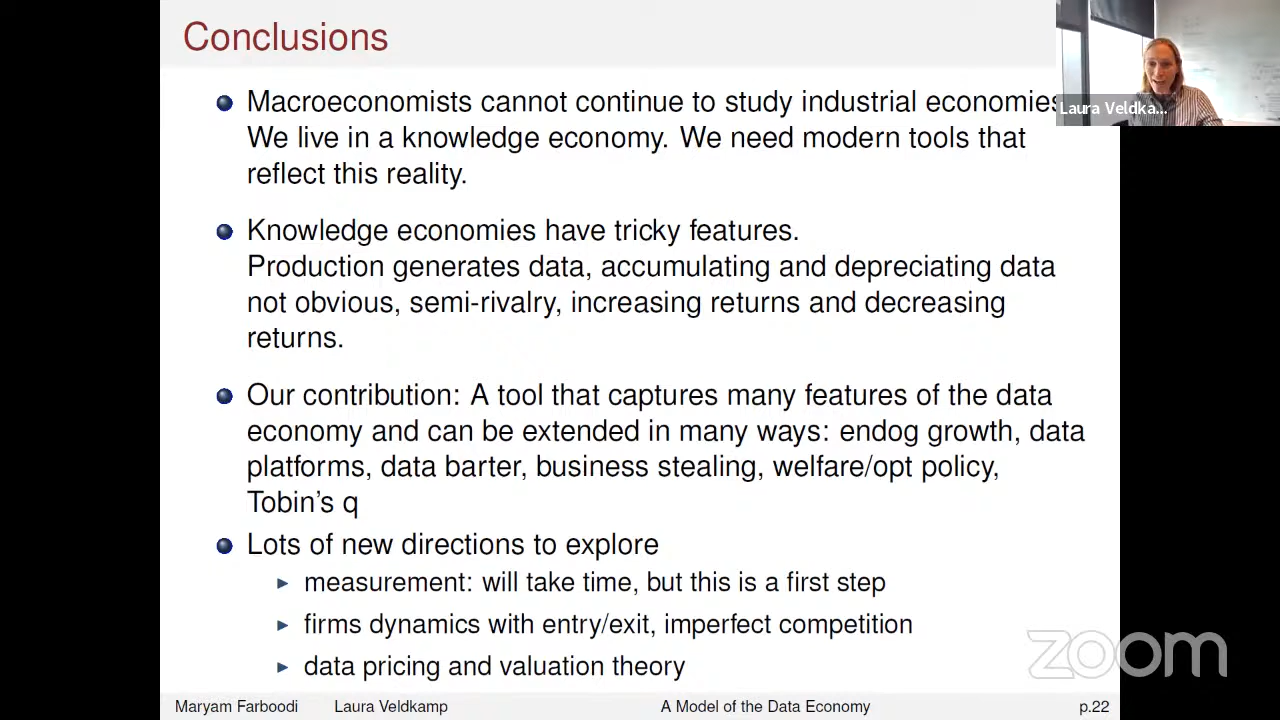 Conclusions
Macroeconomists cannot continue to study industrial economies
We live in a knowledge economy. We need modern tools that
reflect this reality.
Knowledge economies have tricky features.
Production generates data, accumulating and depreciating data
not obvious, semi-rivalry, increasing returns and decreasing
returns.
Our contribution: A tool that captures many features of the data
economy and can be extended in many ways: endog growth, data
platforms, data barter, business stealing, welfare/opt policy,
Tobin's q
Lots of new directions to explore
measurement: will take time, but this is a first step
firms dynamics with entry/exit, imperfect competition
data pricing and valuation theory
Maryam Farboodi Laura Veldkamp A Model of the Data Economy p.22
Laura Veldka...
zoom